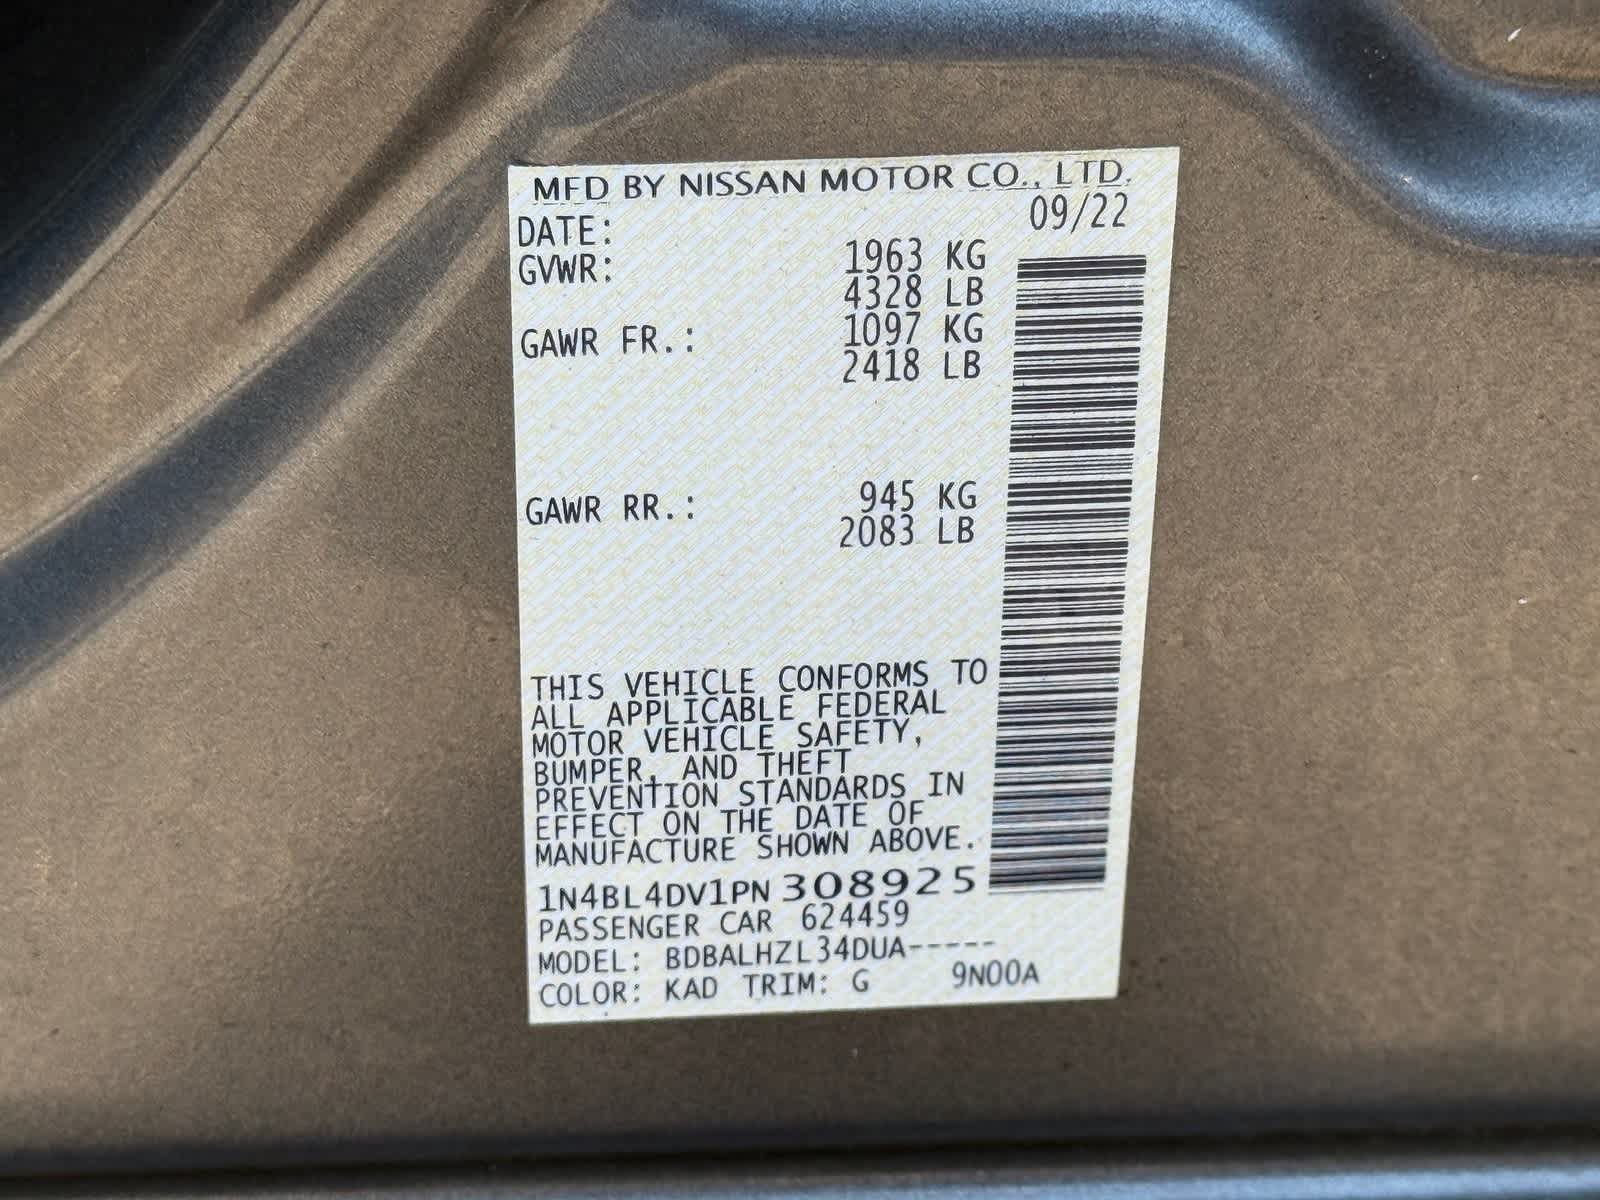 MFD BY NISSAN MOTOR CO., LTD.
DATE: 09/22
GVWR: 1963 KG
4328 LB
GAWR FR.: 1097 KG
2418 LB
GAWR RR.: 945 KG
2083 LB
THIS VEHICLE CONFORMS TO
ALL APPLICABLE FEDERAL
MOTOR VEHICLE SAFETY,
BUMPER, AND THEFT
PREVENTION STANDARDS IN
EFFECT ON THE DATE OF
MANUFACTURE SHOWN ABOVE.
1N4BL4DV1PN308925
PASSENGER CAR 624459
MODEL: BDBALHZL34DUA-----
COLOR: KAD TRIM: G 9N00A